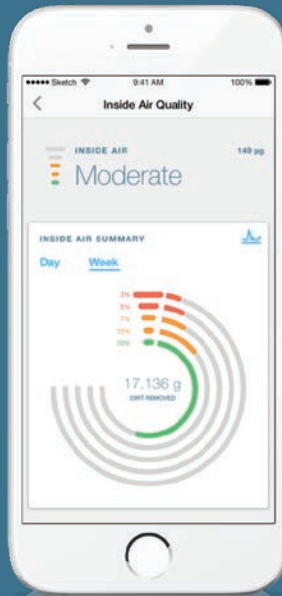 Sketch 9:41 AM 100%
Inside Air Quality
INSIDE AIR 149 µg
Moderate
INSIDE AIR SUMMARY
Day Week
3%
5%
7%
15%
17.136 g
DIRT REMOVED